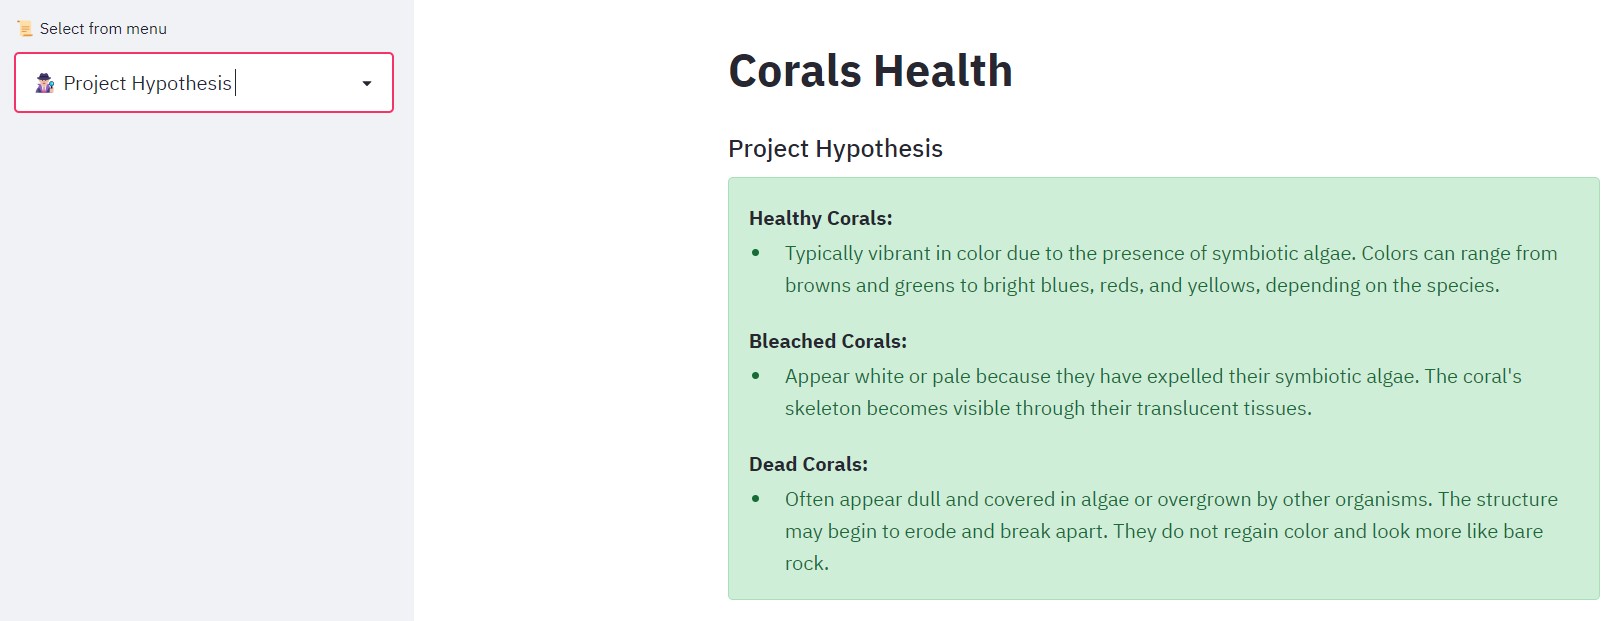 📜 Select from menu
🕵🏻 Project Hypothesis
Corals Health
Project Hypothesis
Healthy Corals:
• Typically vibrant in color due to the presence of symbiotic algae. Colors can range from
browns and greens to bright blues, reds, and yellows, depending on the species.
Bleached Corals:
• Appear white or pale because they have expelled their symbiotic algae. The coral's
skeleton becomes visible through their translucent tissues.
Dead Corals:
• Often appear dull and covered in algae or overgrown by other organisms. The structure
may begin to erode and break apart. They do not regain color and look more like bare
rock.